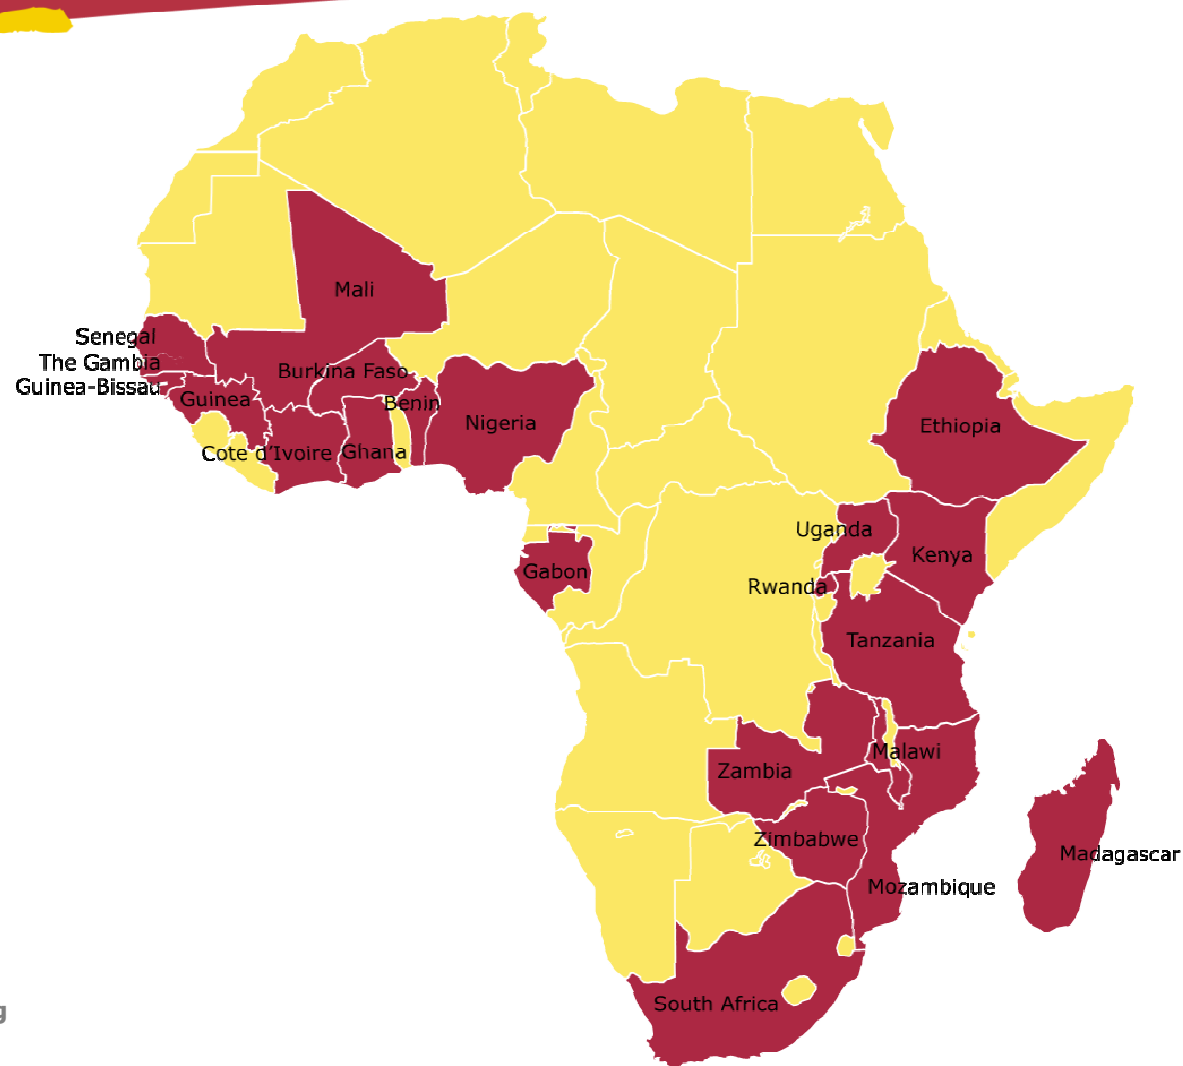 Mali
Senegal
The Gambia
Burkina Faso
Guinea-Bissau
Guinea
Benin
Nigeria
Ethiopia
Cote d'Ivoire
Ghana
Uganda
Kenya
Gabon
Rwanda
Tanzania
Malawi
Zambia
Zimbabwe
Madagascar
Mozambique
South Africa
g